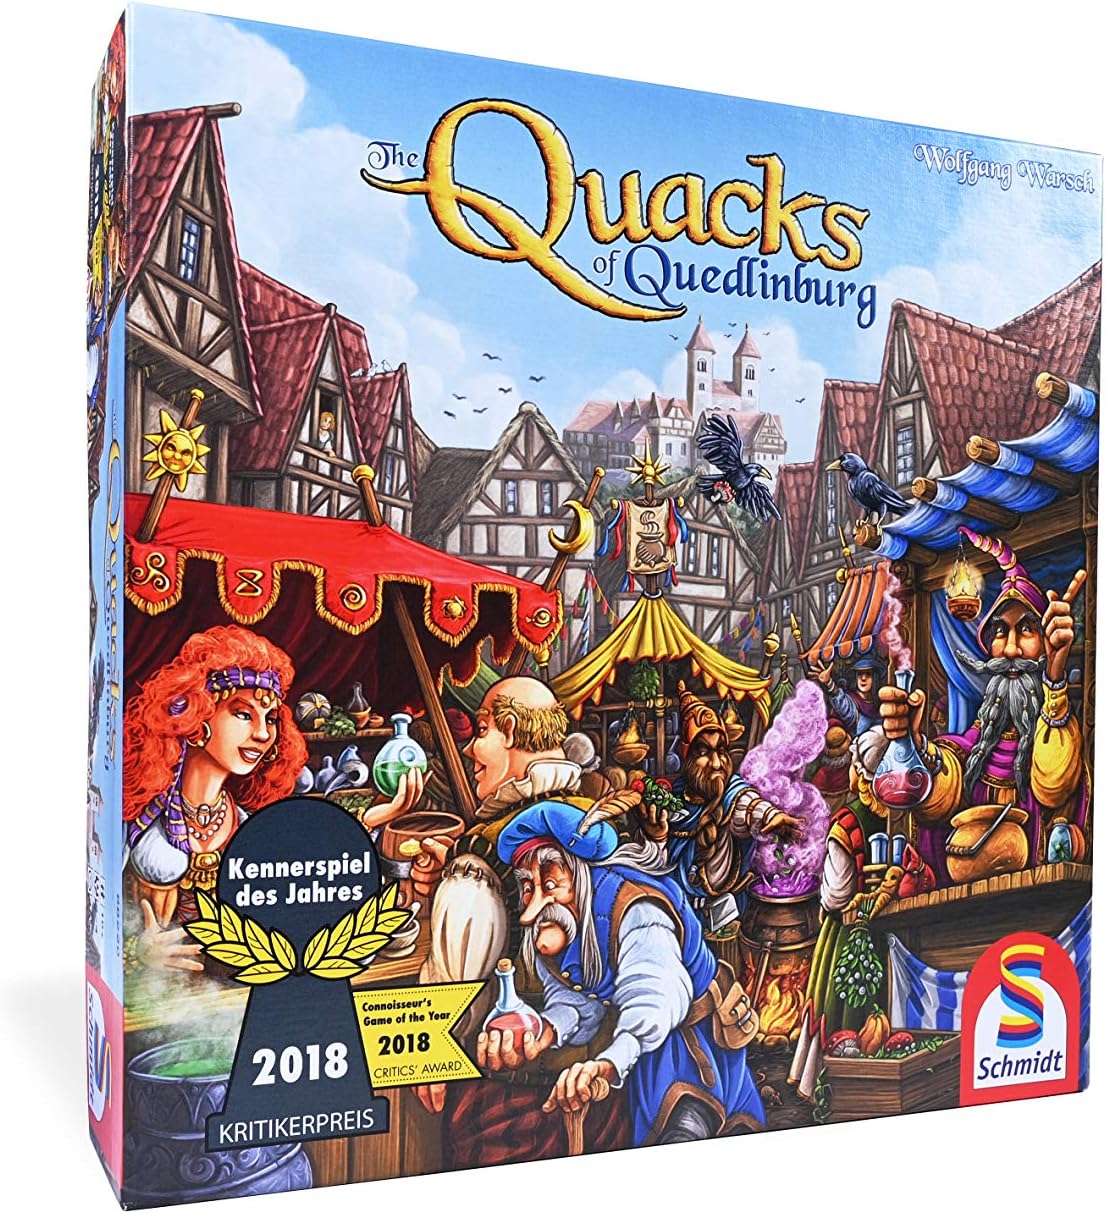 The
Quacks
of Quedlinburg
Wolfgang Warsch
Kennerspiel
des Jahres
2018
KRITIKERPREIS
Connoisseur's
Game of the Year
2018
CRITICS' AWARD
Schmidt